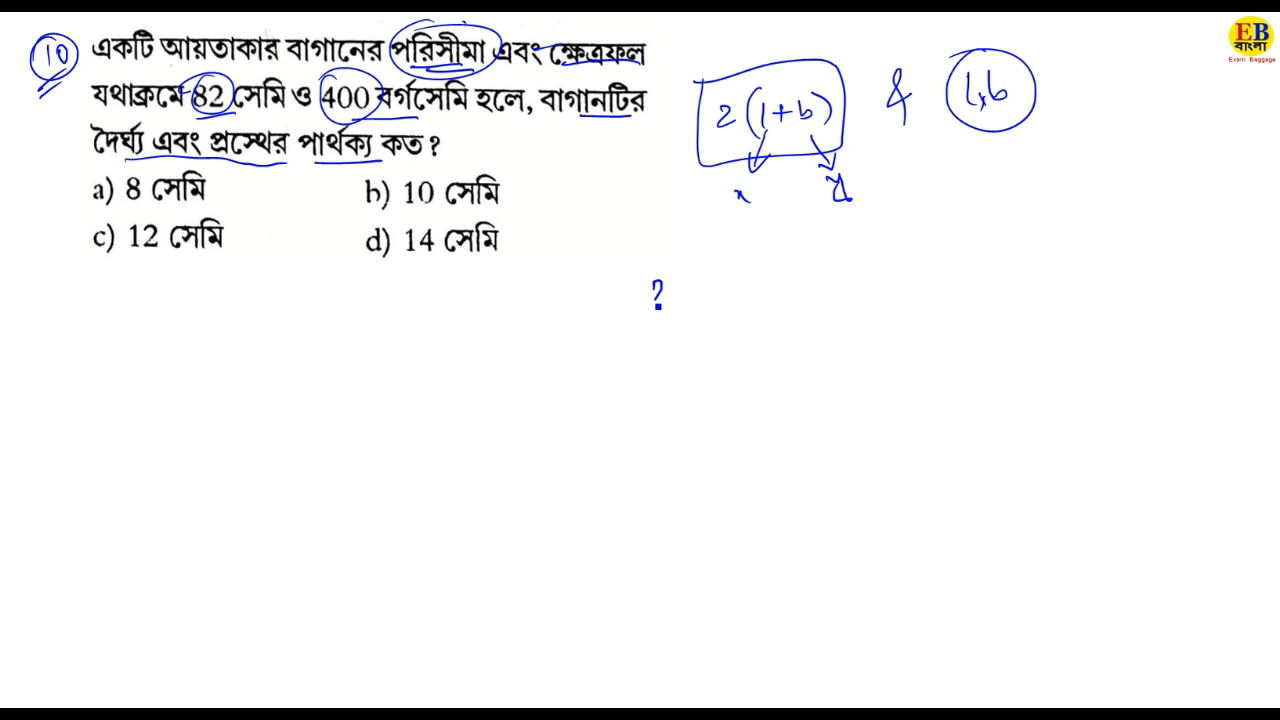 10 একটি আয়তাকার বাগানের পরিসীমা এবং ক্ষেত্রফল
যথাক্রমে 82 সেমি ও 400 বর্গসেমি হলে, বাগানটির
দৈর্ঘ্য এবং প্রস্থের পার্থক্য কত?
a) 8 সেমি b) 10 সেমি
c) 12 সেমি d) 14 সেমি
2 (l+b) & l×b
x y
?
EB
বাংলা
Exam Baggage